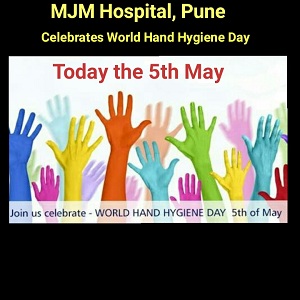 MJM Hospital, Pune
Celebrates World Hand Hygiene Day
Today the 5th May
Join us celebrate - WORLD HAND HYGIENE DAY 5th of May